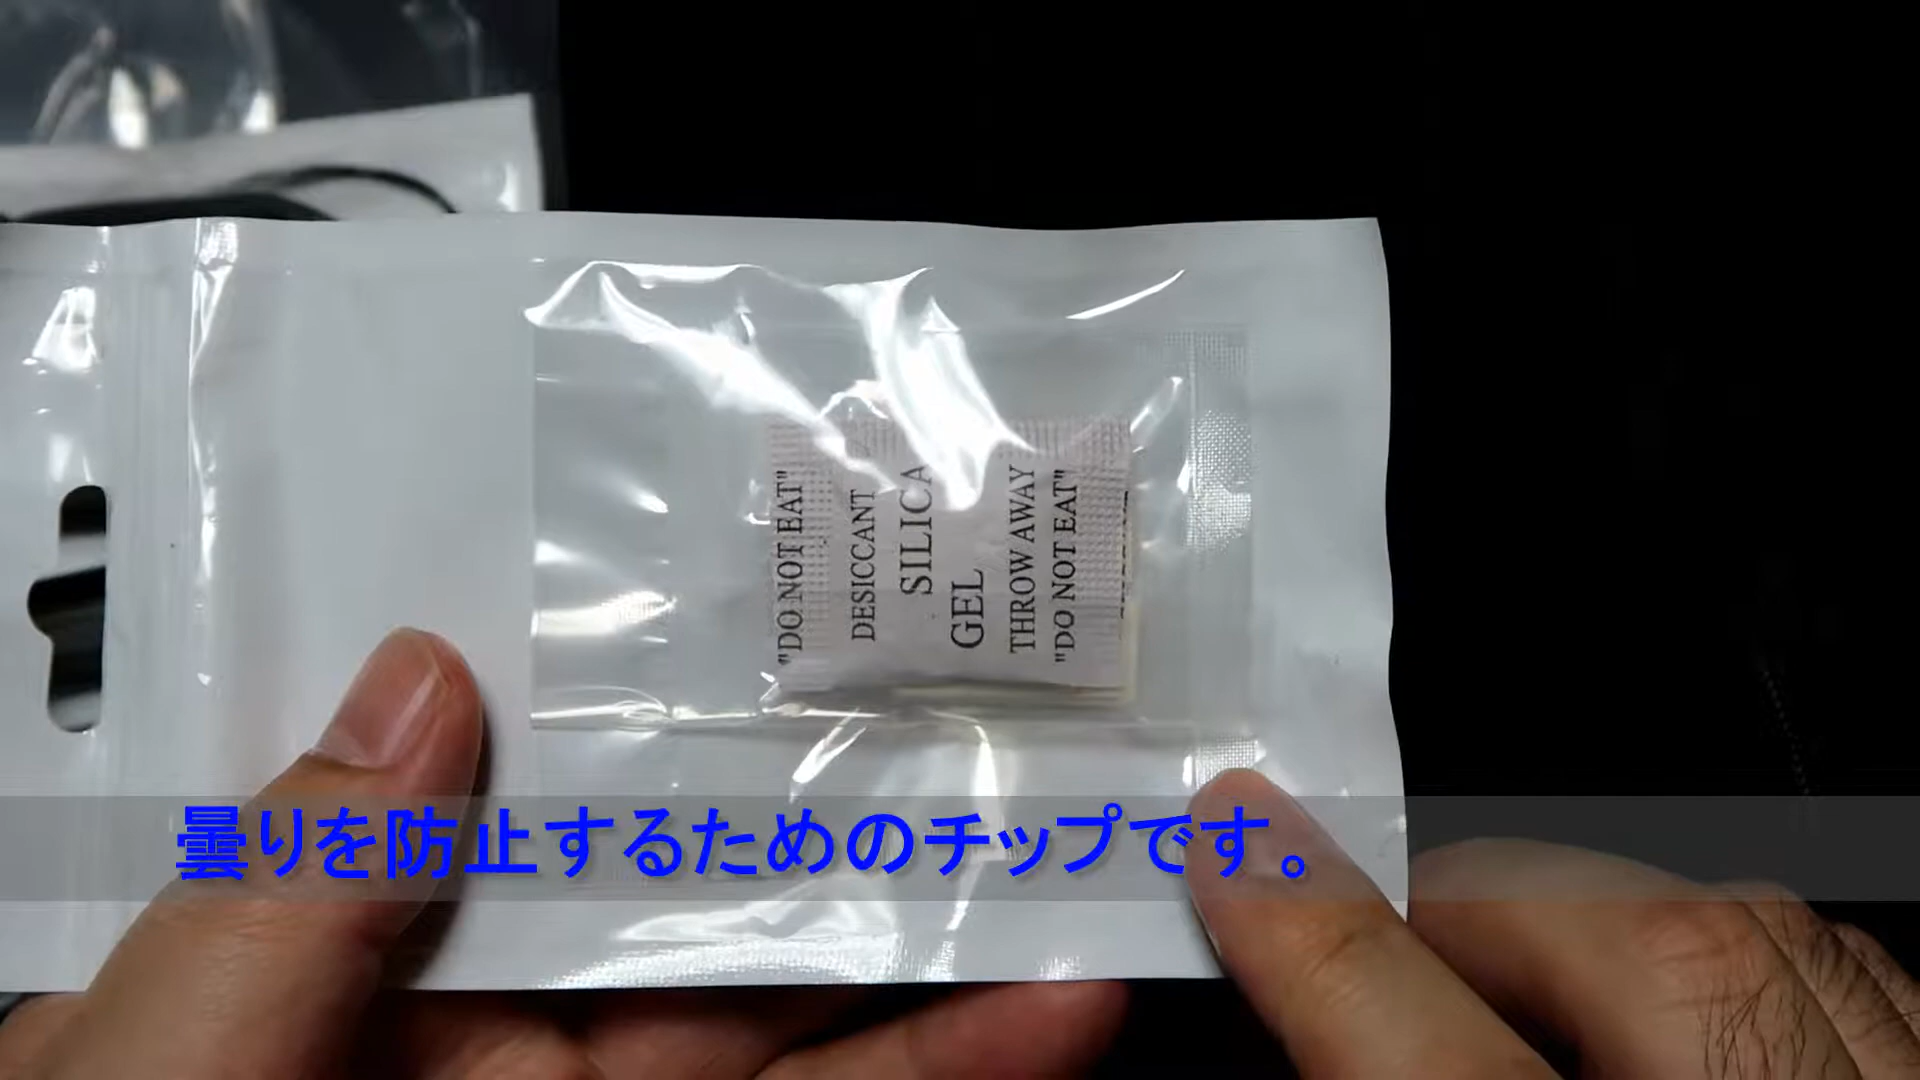 "DO NOT EAT"
DESICCANT
SILICA
GEL
THROW AWAY
"DO NOT EAT"
曇りを防止するためのチップです。